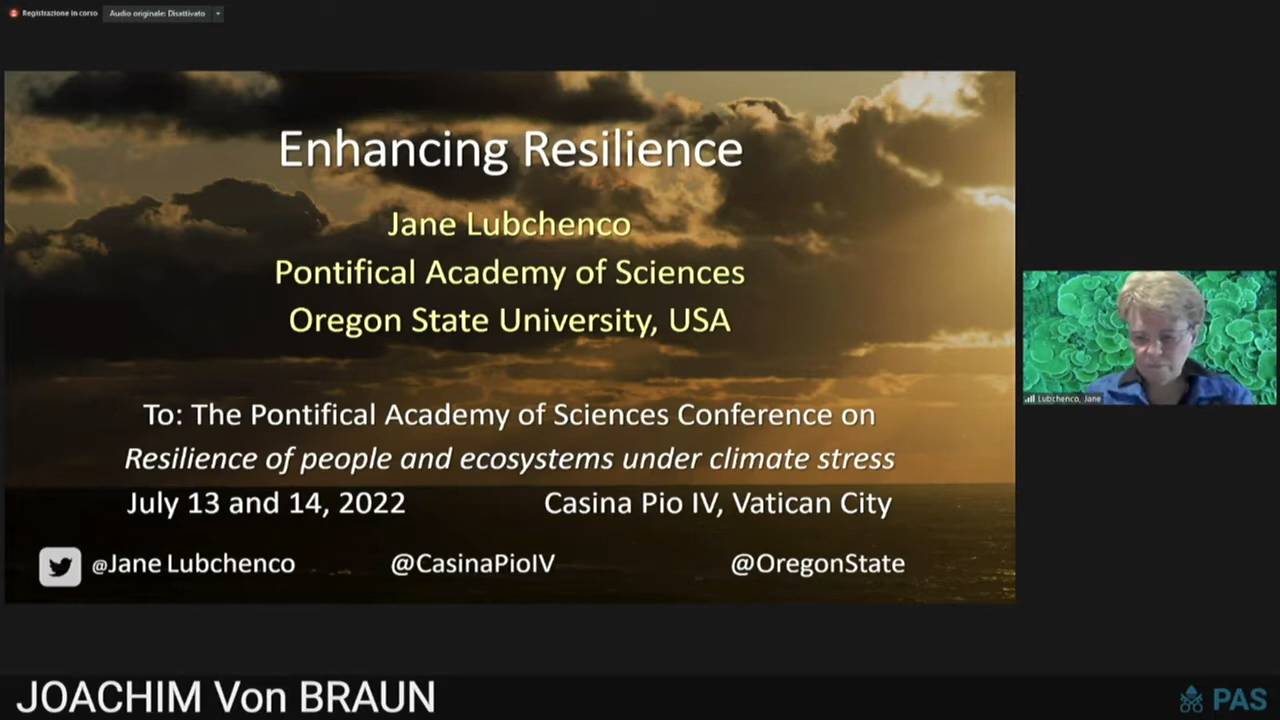 Registrazione in corso
Audio originale: Disattivato
Enhancing Resilience
Jane Lubchenco
Pontifical Academy of Sciences
Oregon State University, USA
To: The Pontifical Academy of Sciences Conference on
Resilience of people and ecosystems under climate stress
July 13 and 14, 2022 Casina Pio IV, Vatican City
@Jane Lubchenco @CasinaPioIV @OregonState
Lubchenco, Jane
JOACHIM Von BRAUN
PAS